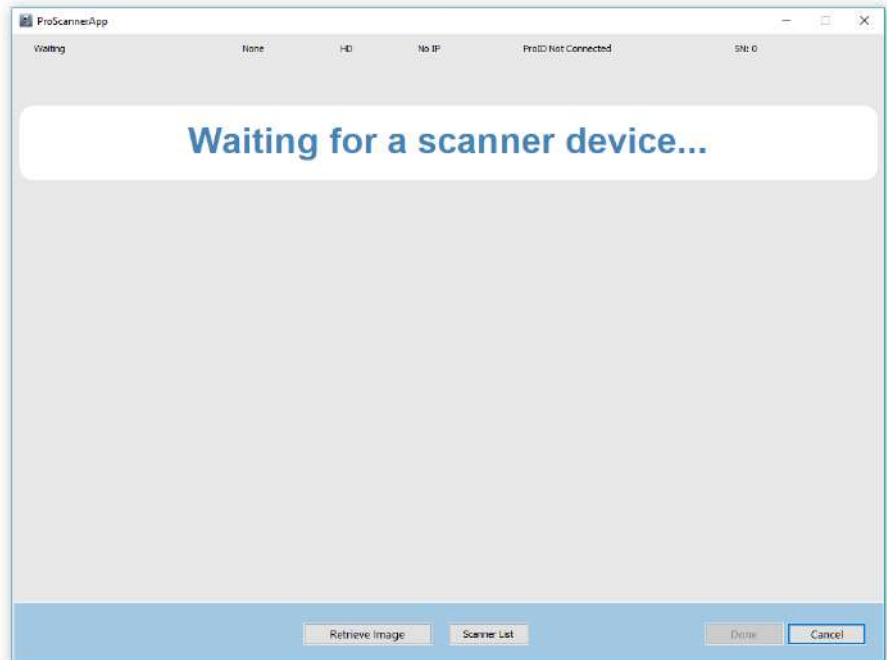 ProScannerApp
Waiting None HD No IP ProID Not Connected SN: 0
Waiting for a scanner device...
Retrieve Image Scanner List Done Cancel